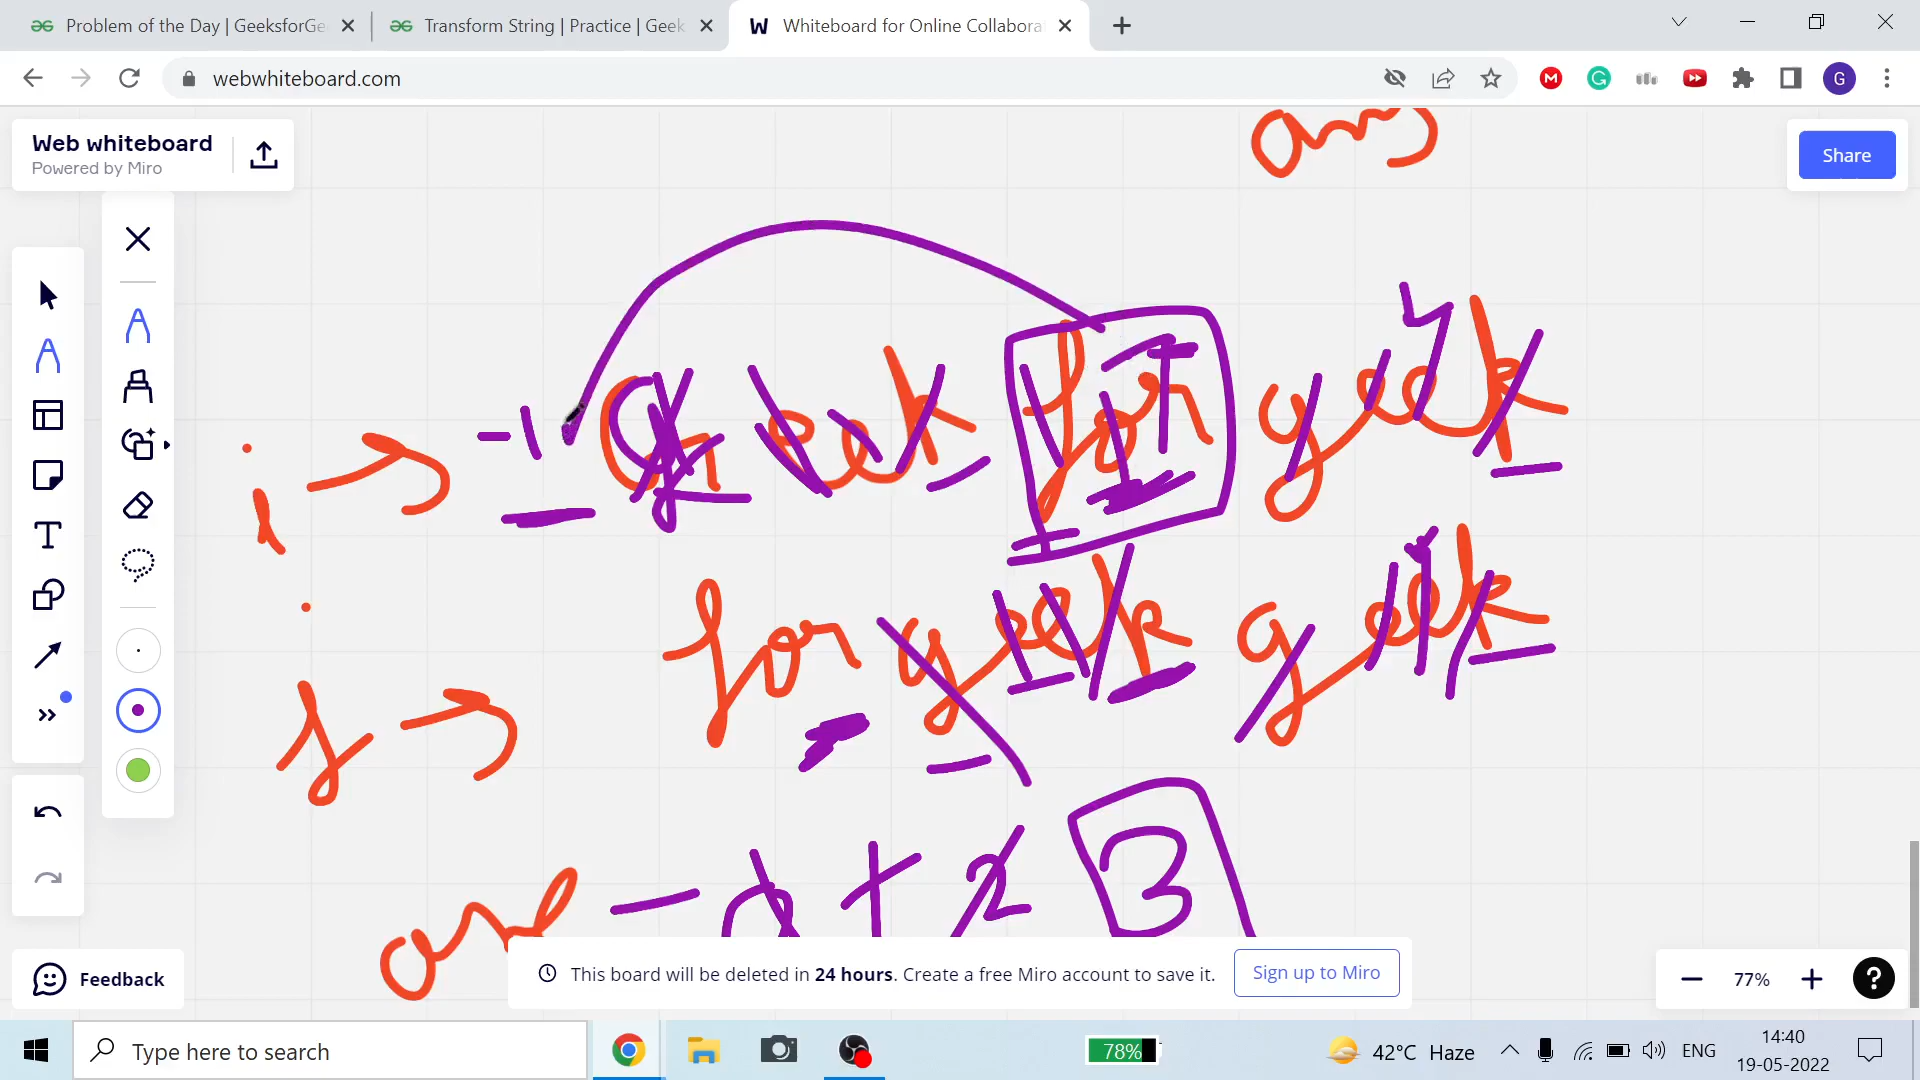 Problem of the Day | GeeksforGe
Transform String | Practice | Geek
W Whiteboard for Online Collabora
webwhiteboard.com
M
G
G
Web whiteboard
Powered by Miro
Share
ans
-1 Geek for geek
i →
for geek geek
j →
ans
3
2
T
Feedback
This board will be deleted in 24 hours. Create a free Miro account to save it.
Sign up to Miro
77%
?
Type here to search
78%
42°C Haze
ENG
14:40
19-05-2022